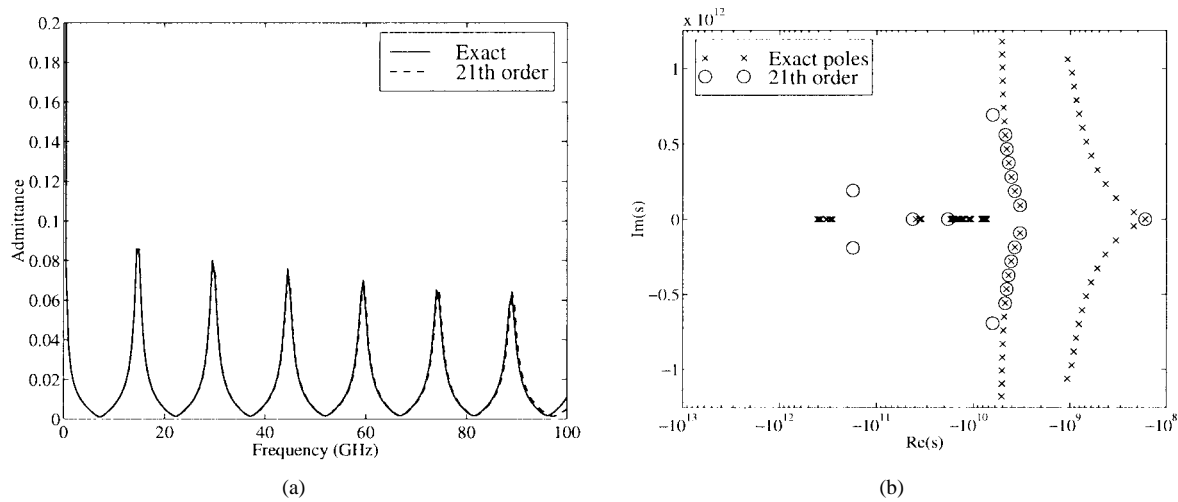 0.2
0.18
0.16
0.14
0.12
0.1
0.08
0.06
0.04
0.02
0
Admittance
Exact
21th order
0
20
40
60
80
100
Frequency (GHz)
(a)
x 10^12
1
0.5
0
-0.5
-1
Im(s)
Exact poles
21th order
-10^13
-10^12
-10^11
-10^10
-10^9
-10^8
Re(s)
(b)